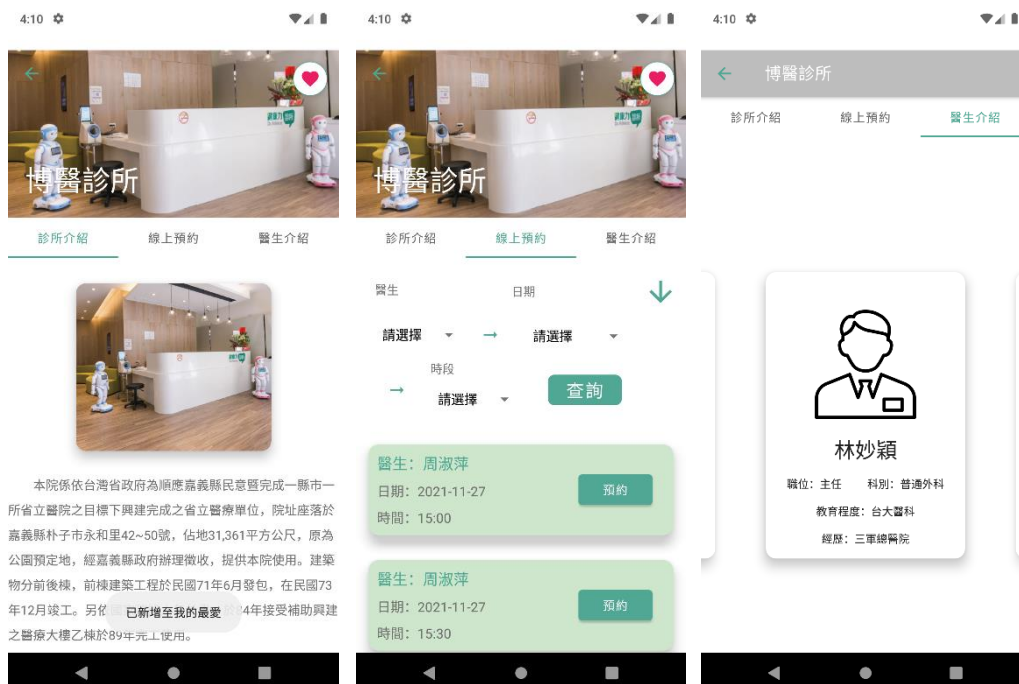 4:10
博醫診所
診所介紹
線上預約
醫生介紹
本院係依台灣省政府為順應嘉義縣民意暨完成一縣市一
所省立醫院之目標下興建完成之省立醫療單位，院址座落於
嘉義縣朴子市永和里42~50號，佔地31,361平方公尺，原為
公園預定地，經嘉義縣政府辦理徵收，提供本院使用。建築
物分前後棟，前棟建築工程於民國71年6月發包，在民國73
年12月竣工。另依
4年接受補助興建
已新增至我的最愛
之醫療大樓乙棟於89年完工使用。
4:10
博醫診所
診所介紹
線上預約
醫生介紹
醫生
日期
請選擇
請選擇
時段
請選擇
查詢
醫生：周淑萍
日期：2021-11-27
時間：15:00
預約
醫生：周淑萍
日期：2021-11-27
時間：15:30
預約
4:10
博醫診所
診所介紹
線上預約
醫生介紹
林妙穎
職位：主任 科別：普通外科
教育程度：台大醫科
經歷：三軍總醫院